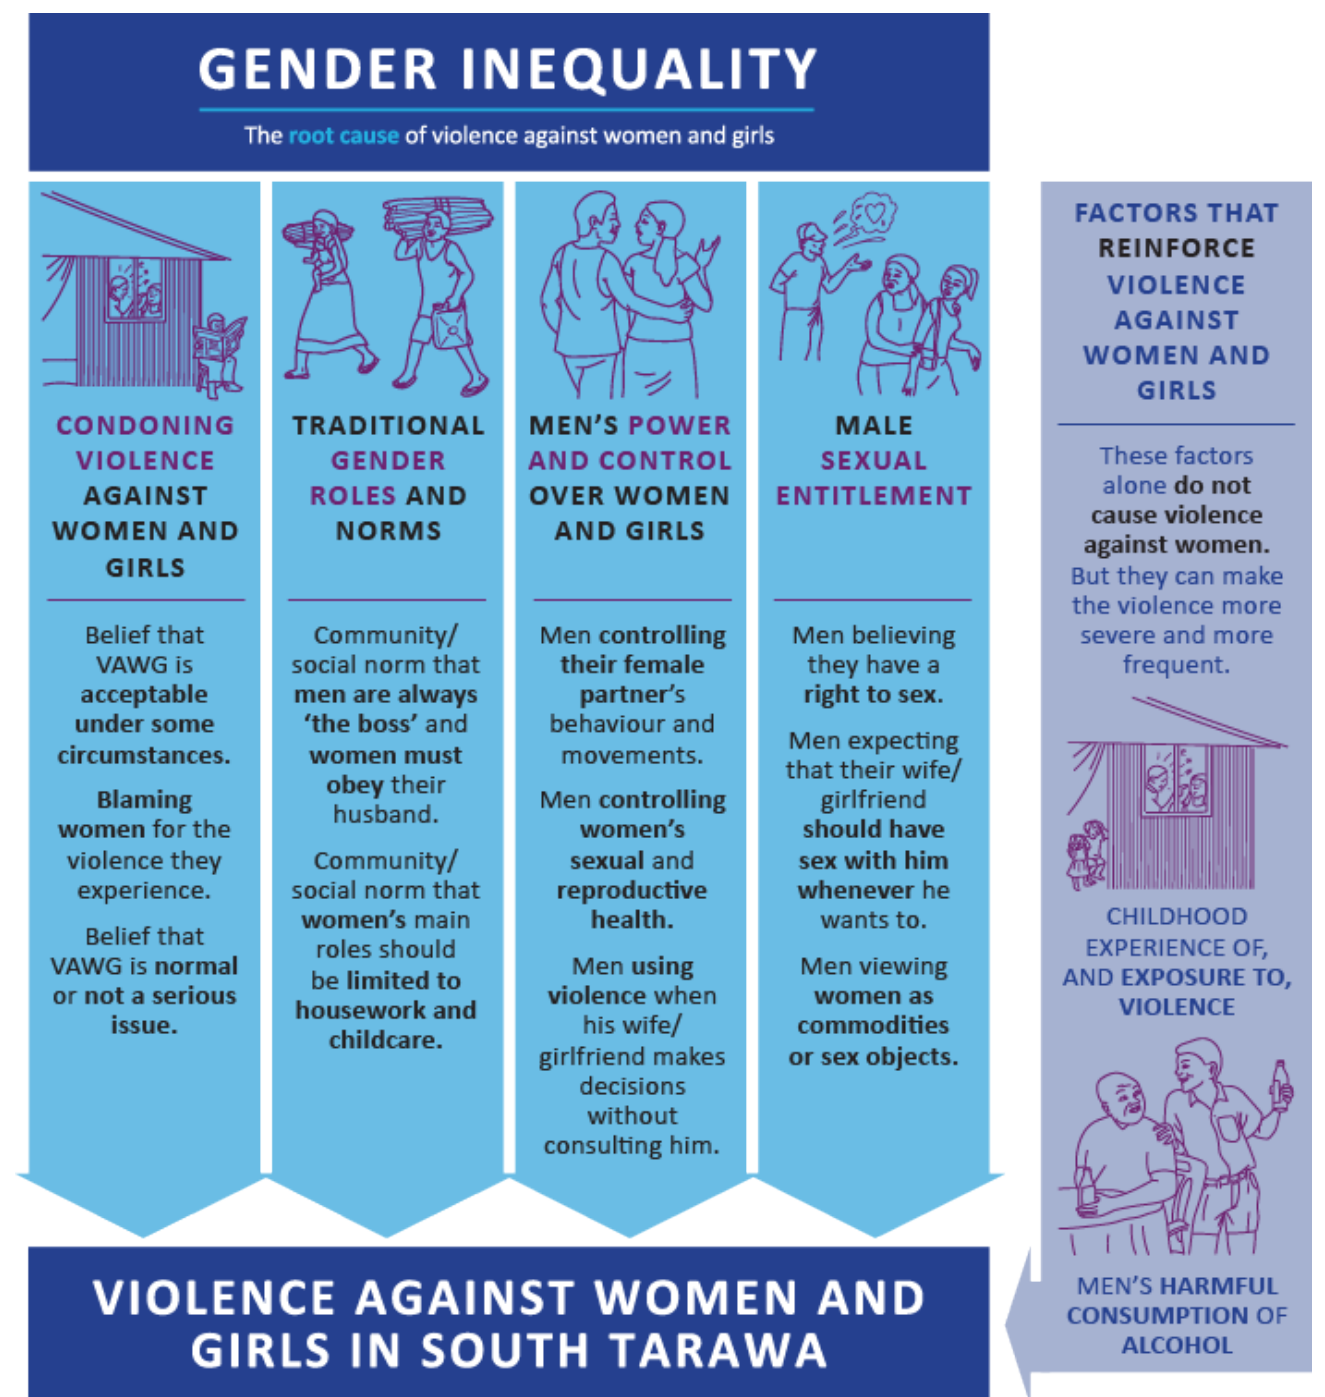 GENDER INEQUALITY
The root cause of violence against women and girls
CONDONING
VIOLENCE
AGAINST
WOMEN AND
GIRLS
Belief that
VAWG is
acceptable
under some
circumstances.
Blaming
women for the
violence they
experience.
Belief that
VAWG is normal
or not a serious
issue.
TRADITIONAL
GENDER
ROLES AND
NORMS
Community/
social norm that
men are always
‘the boss’ and
women must
obey their
husband.
Community/
social norm that
women’s main
roles should
be limited to
housework and
childcare.
MEN’S POWER
AND CONTROL
OVER WOMEN
AND GIRLS
Men controlling
their female
partner’s
behaviour and
movements.
Men controlling
women’s
sexual and
reproductive
health.
Men using
violence when
his wife/
girlfriend makes
decisions
without
consulting him.
MALE
SEXUAL
ENTITLEMENT
Men believing
they have a
right to sex.
Men expecting
that their wife/
girlfriend
should have
sex with him
whenever he
wants to.
Men viewing
women as
commodities
or sex objects.
FACTORS THAT
REINFORCE
VIOLENCE
AGAINST
WOMEN AND
GIRLS
These factors
alone do not
cause violence
against women.
But they can make
the violence more
severe and more
frequent.
CHILDHOOD
EXPERIENCE OF,
AND EXPOSURE TO,
VIOLENCE
MEN’S HARMFUL
CONSUMPTION OF
ALCOHOL
VIOLENCE AGAINST WOMEN AND
GIRLS IN SOUTH TARAWA